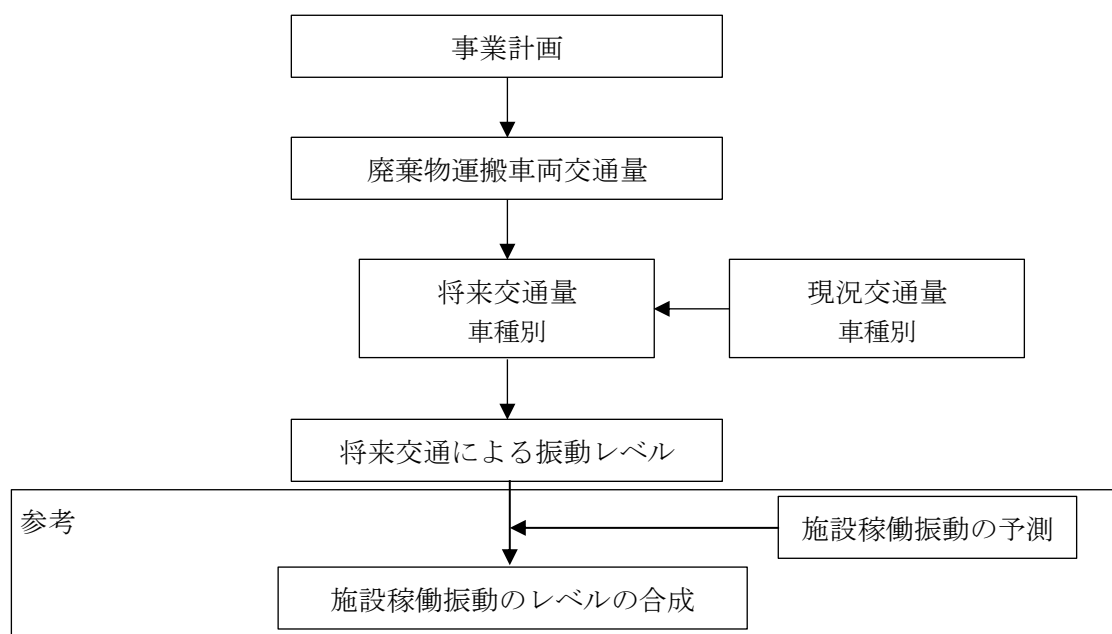 事業計画
廃棄物運搬車両交通量
将来交通量
車種別
現況交通量
車種別
将来交通による振動レベル
参考
施設稼働振動の予測
施設稼働振動のレベルの合成